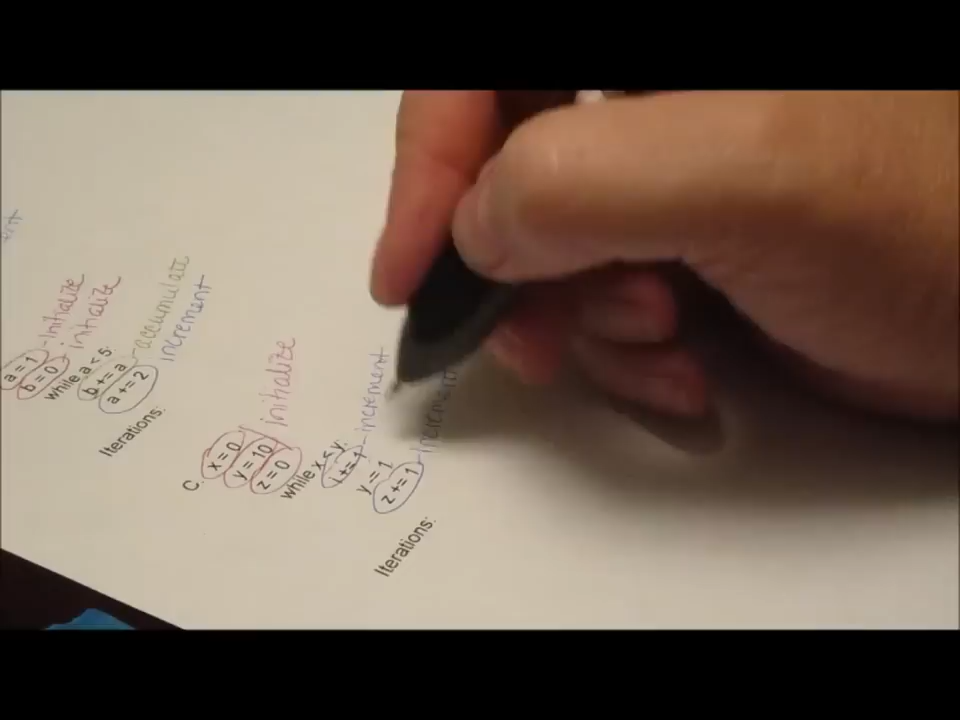 a = 1 - initialize
b = 0 - initialize
while a < 5:
b += a - accumulate
a += 2 increment
Iterations:
C.
x = 0
y = 10 initialize
z = 0
while x < y:
+= 1 - increment
y = 1
z += 1 - increment
Iterations: